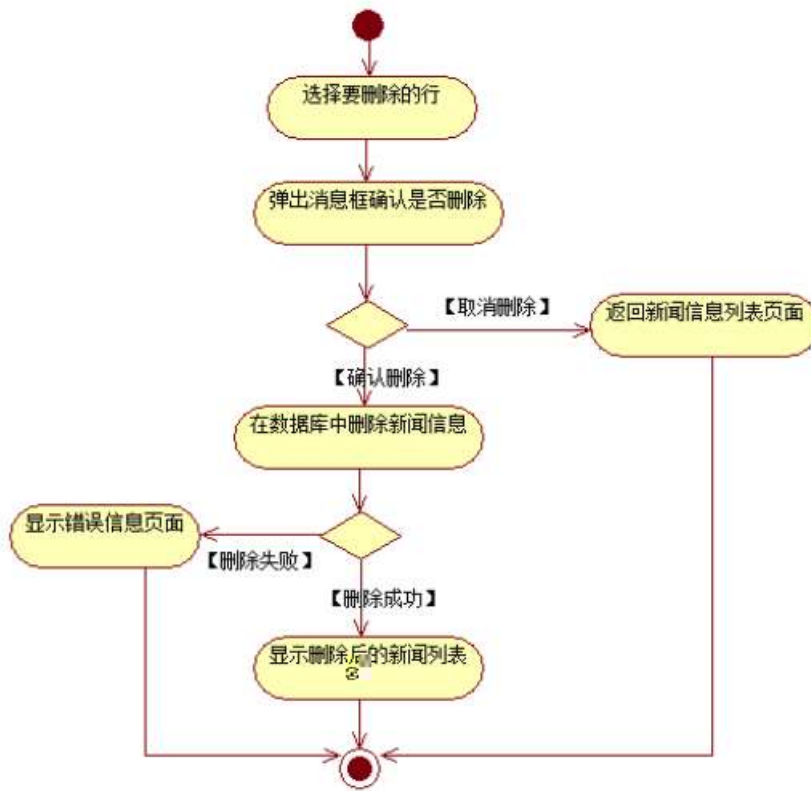 选择要删除的行
弹出消息框确认是否删除
【取消删除】
返回新闻信息列表页面
【确认删除】
在数据库中删除新闻信息
显示错误信息页面
【删除失败】
【删除成功】
显示删除后的新闻列表